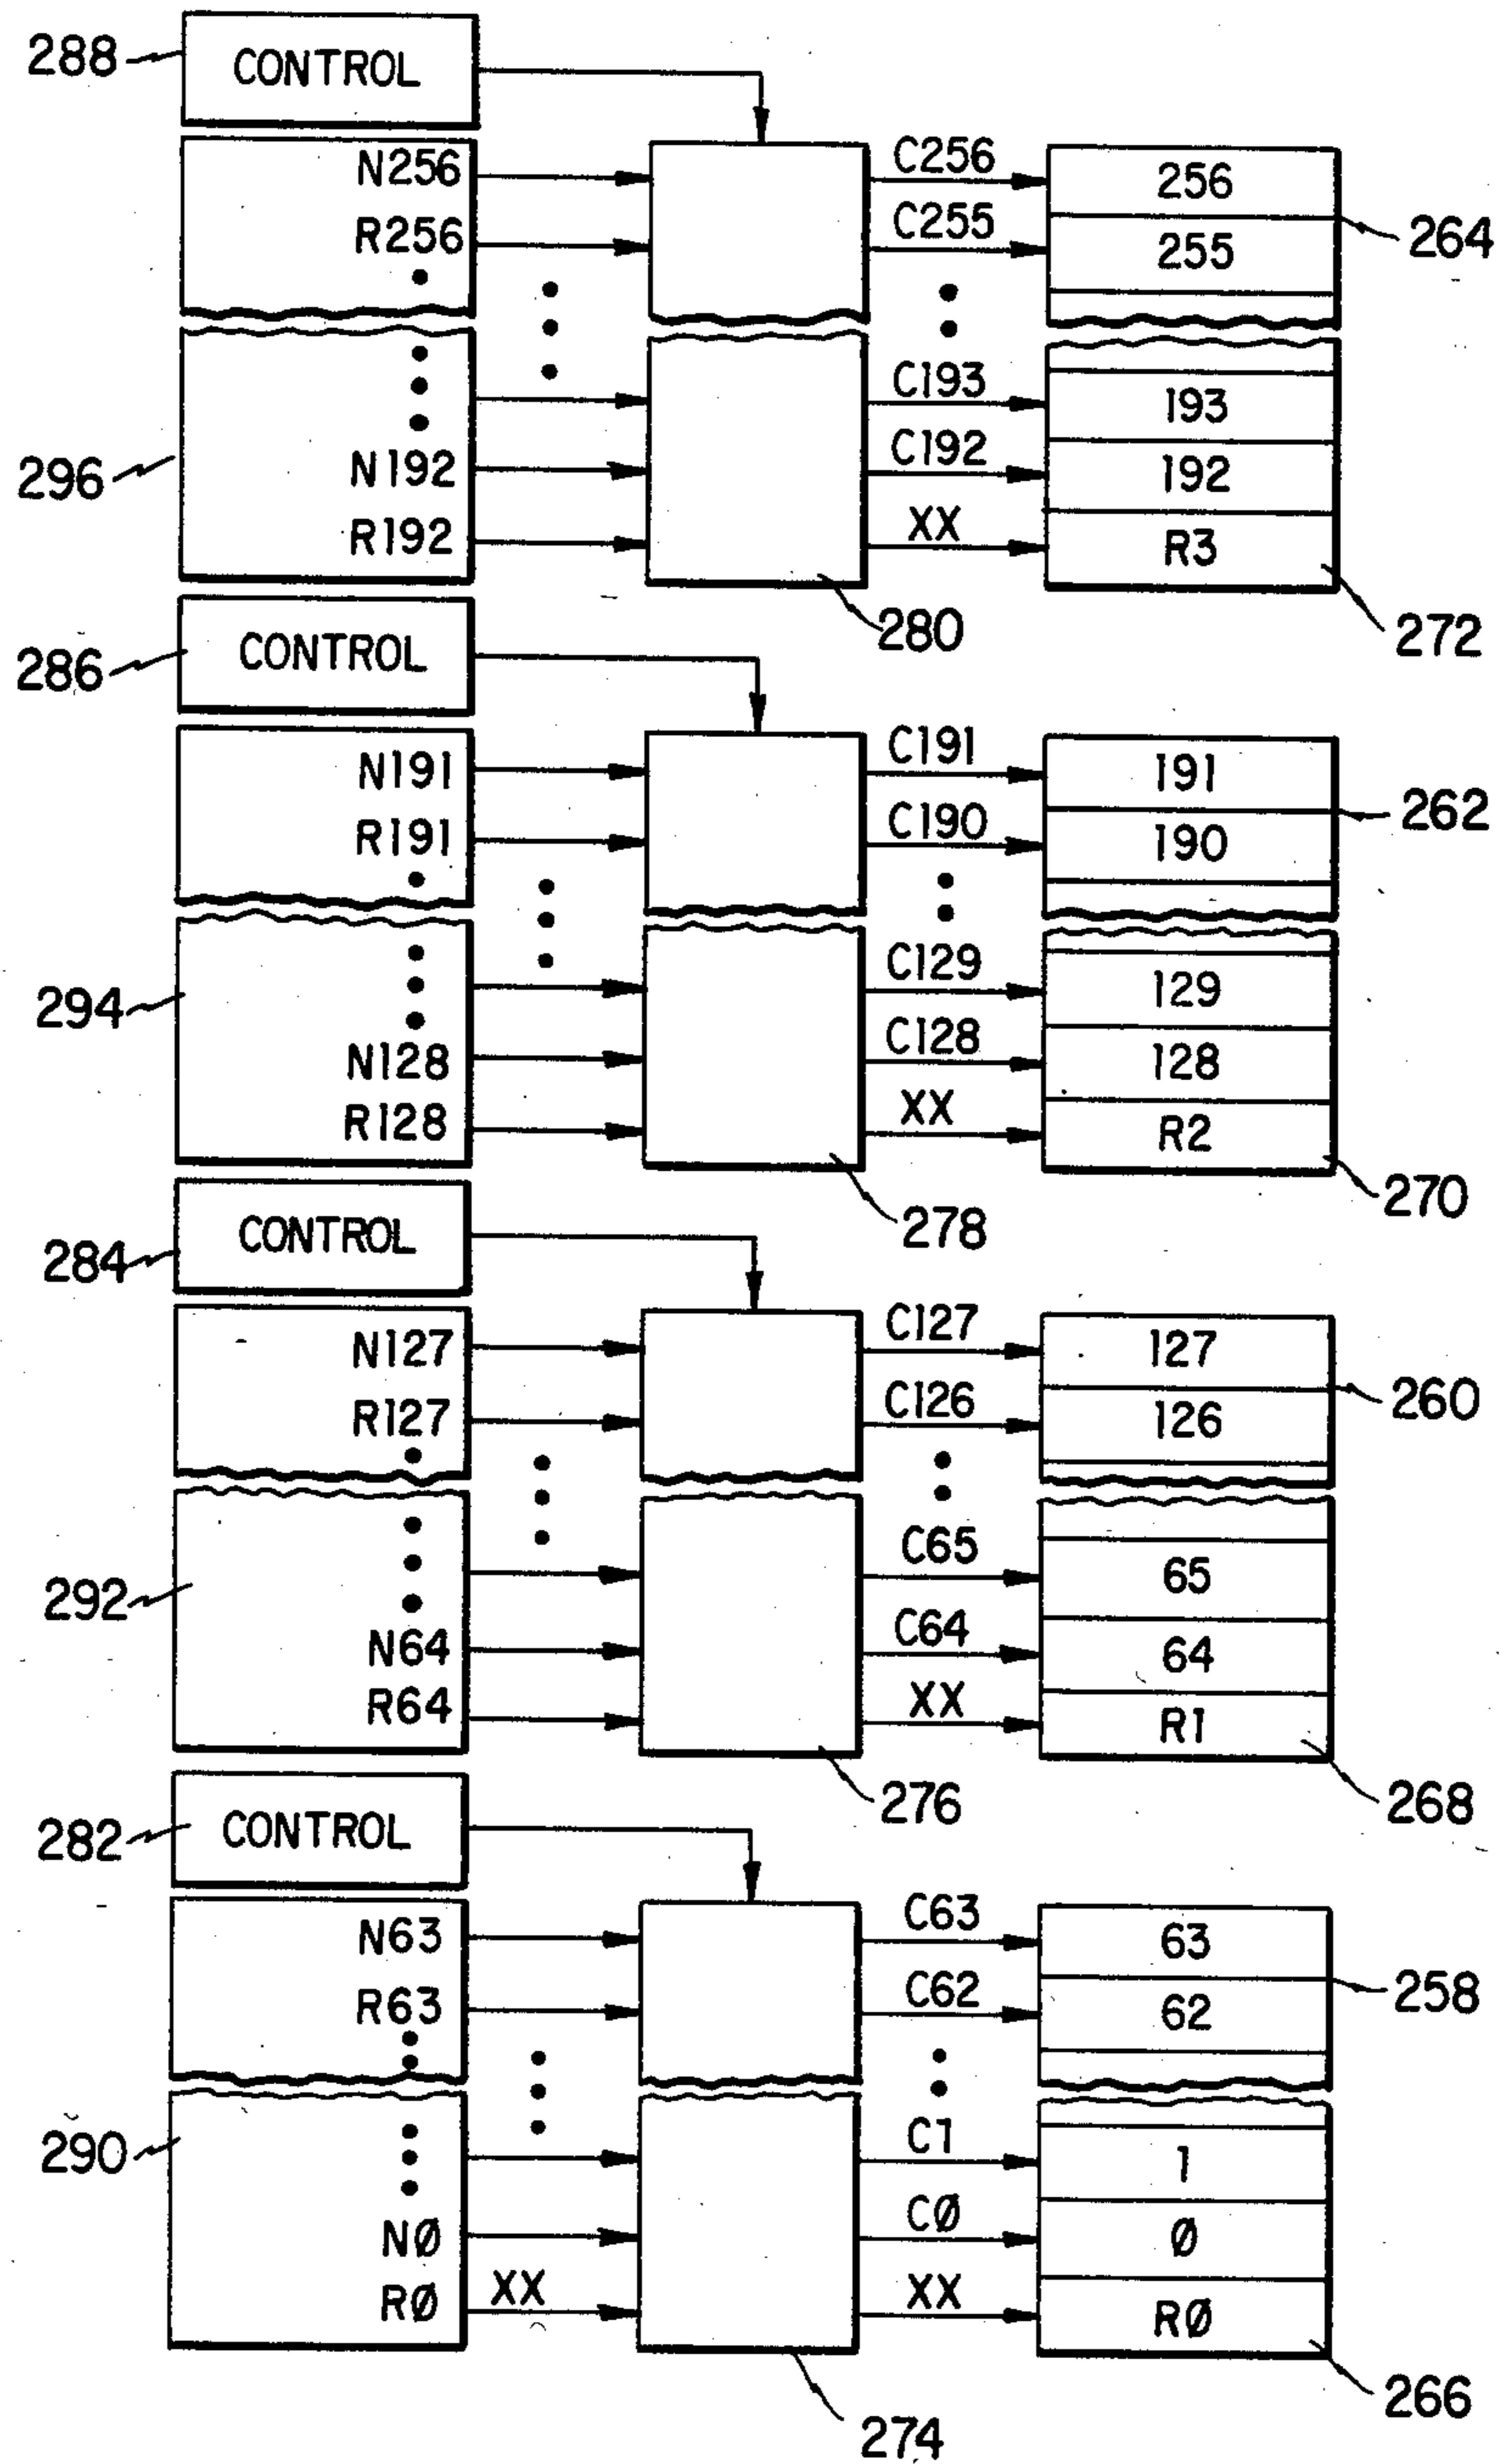 288 CONTROL
N256 C256 256
R256 C255 255 264
C193 193
296 N192 C192 192
R192 XX R3
280 272
286 CONTROL
N191 C191 191
R191 C190 190 262
294 C129 129
N128 C128 128
R128 XX R2
278 270
284 CONTROL
N127 C127 127
R127 C126 126 260
292 C65 65
N64 C64 64
R64 XX R1
276 268
282 CONTROL
N63 C63 63
R63 C62 62 258
290 C1 1
NØ CØ Ø
RØ XX XX RØ
274 266